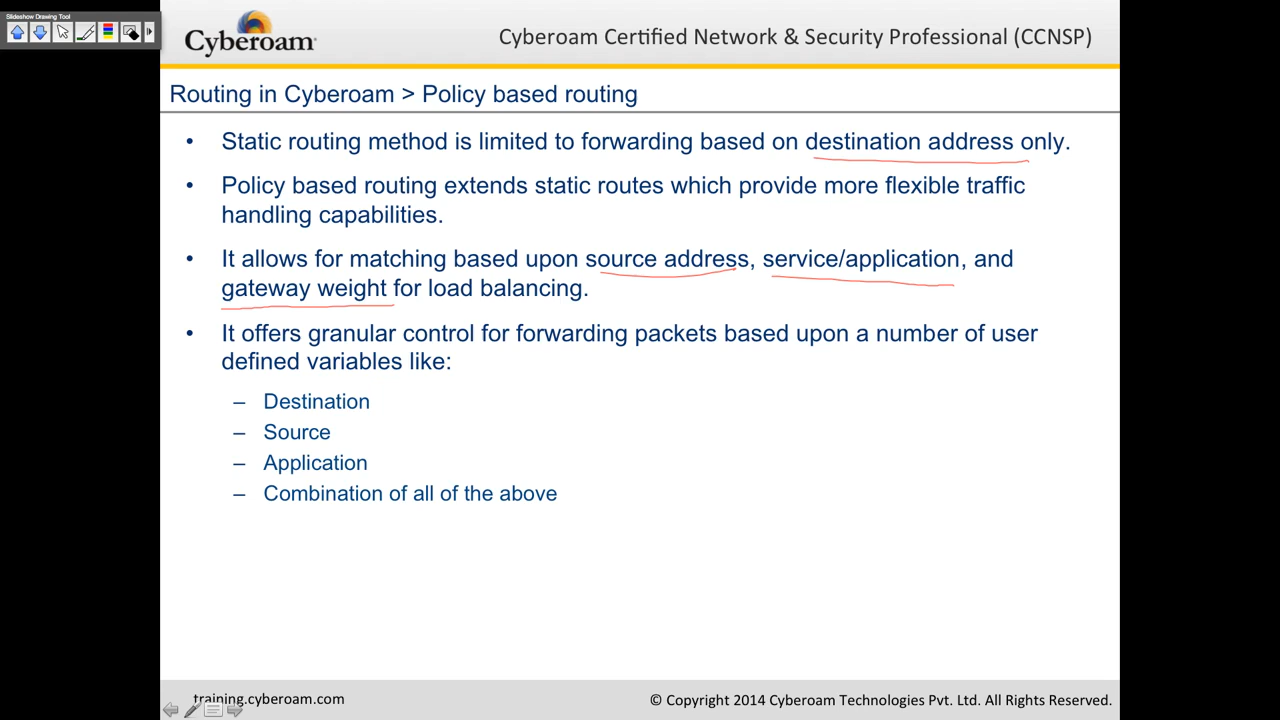 Slideshow Drawing Tool
Cyberoam
Cyberoam Certified Network & Security Professional (CCNSP)
Routing in Cyberoam > Policy based routing
• Static routing method is limited to forwarding based on destination address only.
• Policy based routing extends static routes which provide more flexible traffic
handling capabilities.
• It allows for matching based upon source address, service/application, and
gateway weight for load balancing.
• It offers granular control for forwarding packets based upon a number of user
defined variables like:
– Destination
– Source
– Application
– Combination of all of the above
training.cyberoam.com
© Copyright 2014 Cyberoam Technologies Pvt. Ltd. All Rights Reserved.